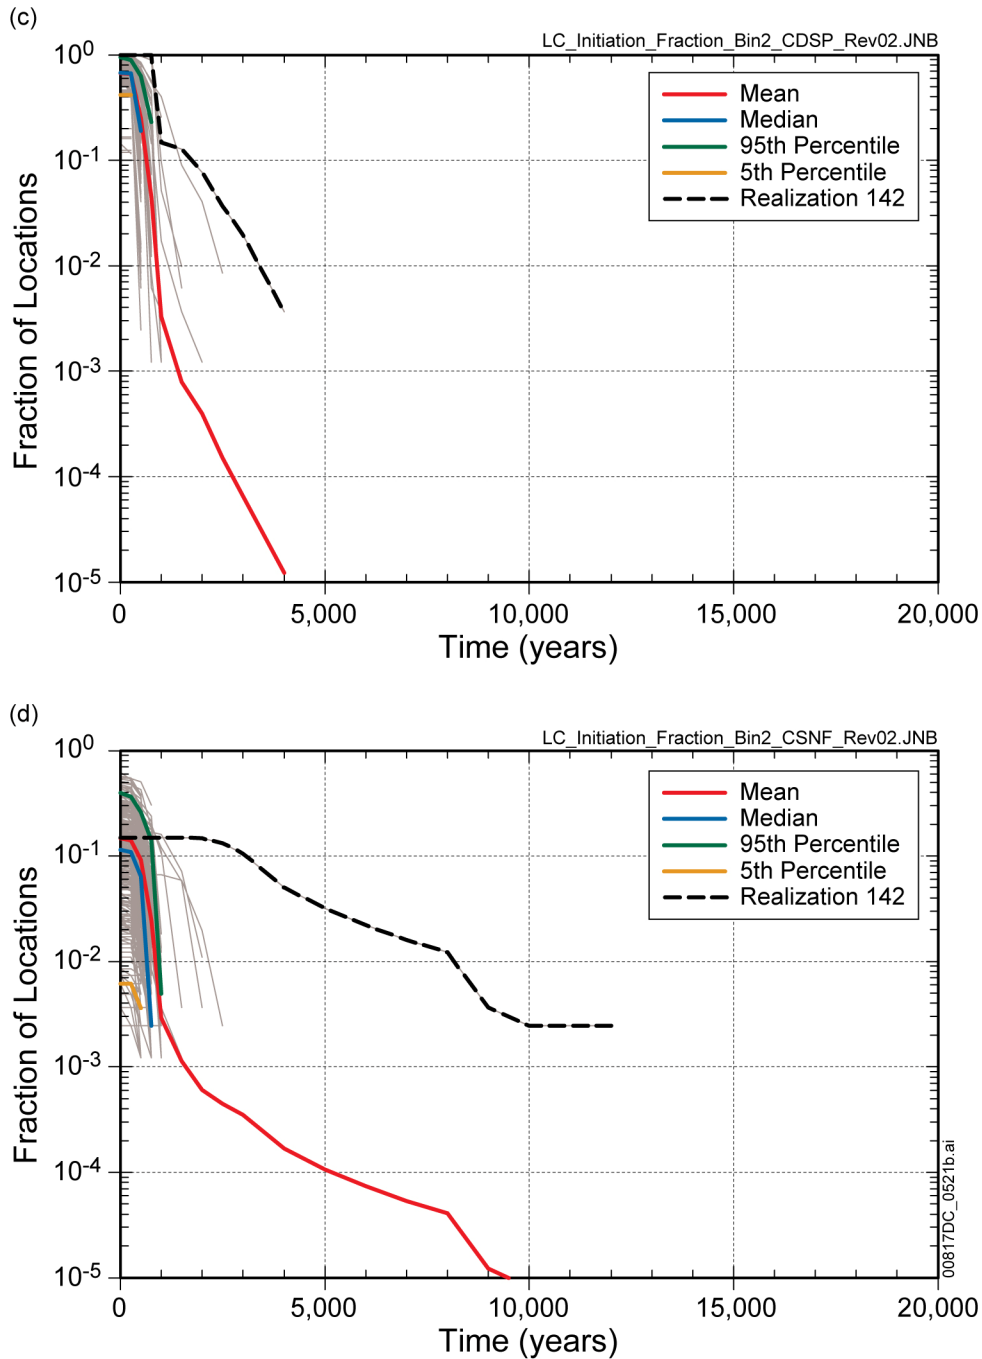 (c)
LC_Initiation_Fraction_Bin2_CDSP_Rev02.JNB
10^0
10^-1
10^-2
10^-3
10^-4
10^-5
Fraction of Locations
Mean
Median
95th Percentile
5th Percentile
Realization 142
0 5,000 10,000 15,000 20,000
Time (years)
(d)
LC_Initiation_Fraction_Bin2_CSNF_Rev02.JNB
10^0
10^-1
10^-2
10^-3
10^-4
10^-5
Fraction of Locations
Mean
Median
95th Percentile
5th Percentile
Realization 142
0 5,000 10,000 15,000 20,000
Time (years)
00817DC_0521b.ai